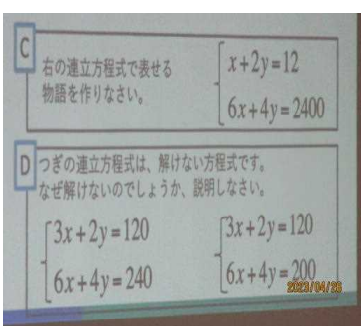 C
右の連立方程式で表せる
物語を作りなさい。
x+2y=12
6x+4y=2400
D
つぎの連立方程式は、解けない方程式です。
なぜ解けないのでしょうか、説明しなさい。
3x+2y=120
6x+4y=240
3x+2y=120
6x+4y=200
2023/04/26